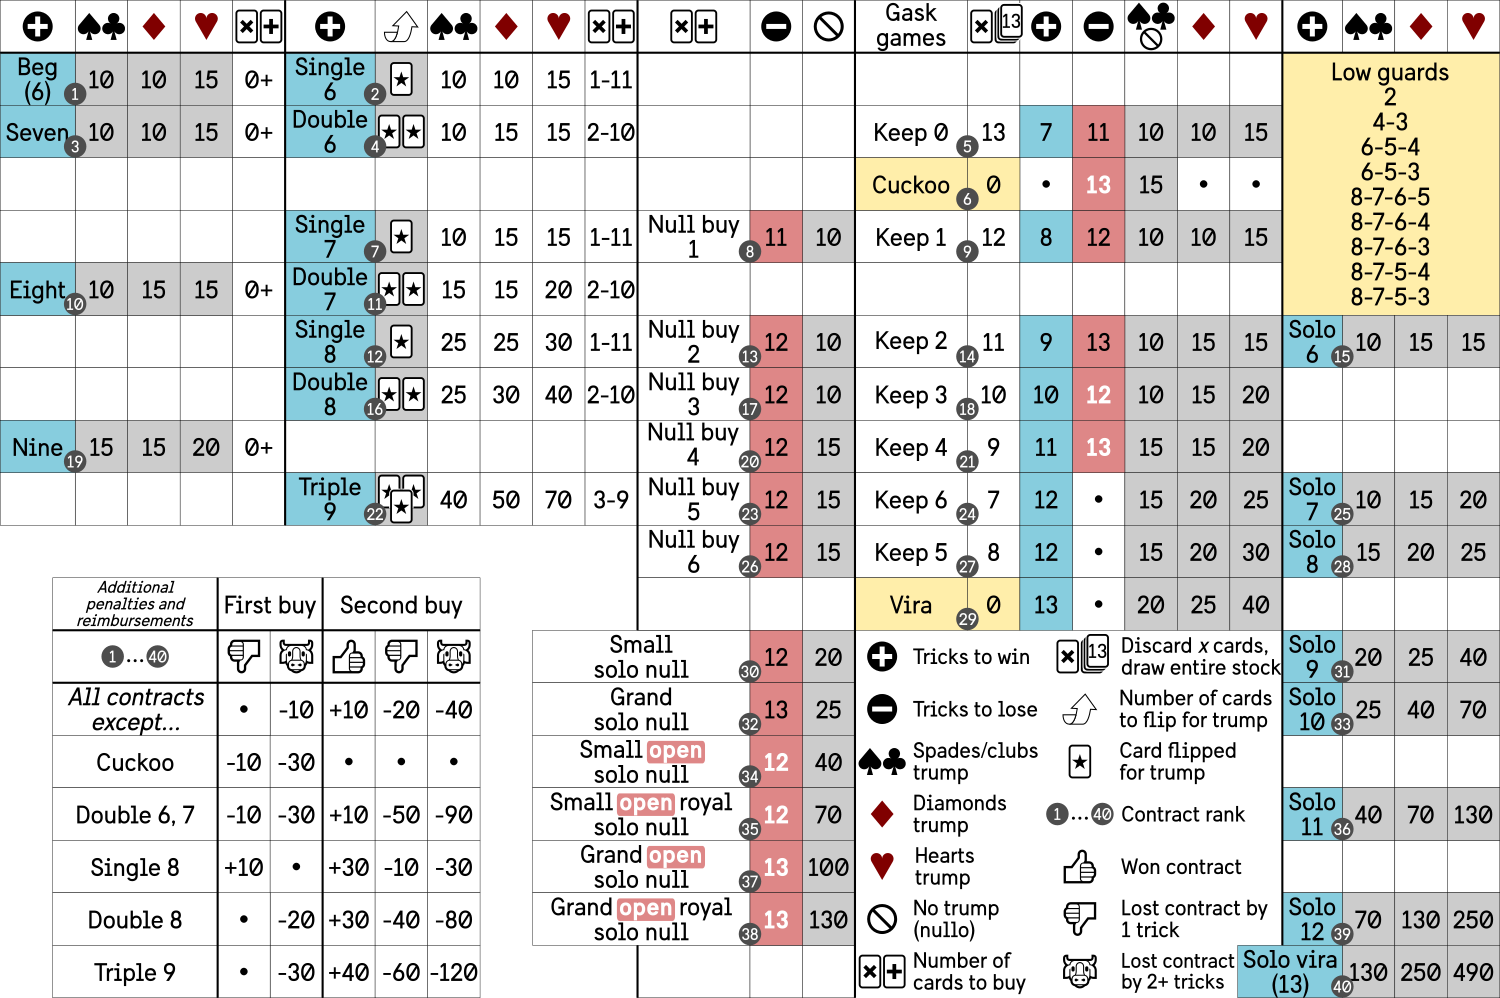 Gask games 13
Beg (6) 1 10 10 15 0+ Single 6 2 10 10 15 1-11 Low guards
2
4-3
6-5-4
6-5-3
8-7-6-5
8-7-6-4
8-7-6-3
8-7-5-4
8-7-5-3
Seven 3 10 10 15 0+ Double 6 4 10 15 15 2-10 Keep 0 5 13 7 11 10 10 15
Cuckoo 6 0 • 13 15 • •
Single 7 7 10 15 15 1-11 Null buy 1 8 11 10 Keep 1 9 12 8 12 10 10 15
Eight 10 10 15 15 0+ Double 7 11 15 15 20 2-10
Single 8 12 25 25 30 1-11 Null buy 2 13 12 10 Keep 2 14 11 9 13 10 15 15 Solo 6 15 10 15 15
Double 8 16 25 30 40 2-10 Null buy 3 17 12 10 Keep 3 18 10 10 12 10 15 20
Nine 19 15 15 20 0+ Null buy 4 20 12 15 Keep 4 21 9 11 13 15 15 20
Triple 9 22 40 50 70 3-9 Null buy 5 23 12 15 Keep 6 24 7 12 • 15 20 25 Solo 7 25 10 15 20
Null buy 6 26 12 15 Keep 5 27 8 12 • 15 20 30 Solo 8 28 15 20 25
Vira 29 0 13 • 20 25 40
Small solo null 30 12 20 Solo 9 31 20 25 40
Grand solo null 32 13 25 Solo 10 33 25 40 70
Small open solo null 34 12 40
Small open royal solo null 35 12 70 Solo 11 36 40 70 130
Grand open solo null 37 13 100
Grand open royal solo null 38 13 130 Solo 12 39 70 130 250
Solo vira (13) 40 130 250 490
Additional penalties and reimbursements First buy Second buy
1...40
All contracts except... • -10 +10 -20 -40
Cuckoo -10 -30 • • •
Double 6, 7 -10 -30 +10 -50 -90
Single 8 +10 • +30 -10 -30
Double 8 • -20 +30 -40 -80
Triple 9 • -30 +40 -60 -120
Tricks to win
Tricks to lose
Spades/clubs trump
Diamonds trump
Hearts trump
No trump (nullo)
Number of cards to buy
13 Discard x cards, draw entire stock
Number of cards to flip for trump
Card flipped for trump
1...40 Contract rank
Won contract
Lost contract by 1 trick
Lost contract by 2+ tricks